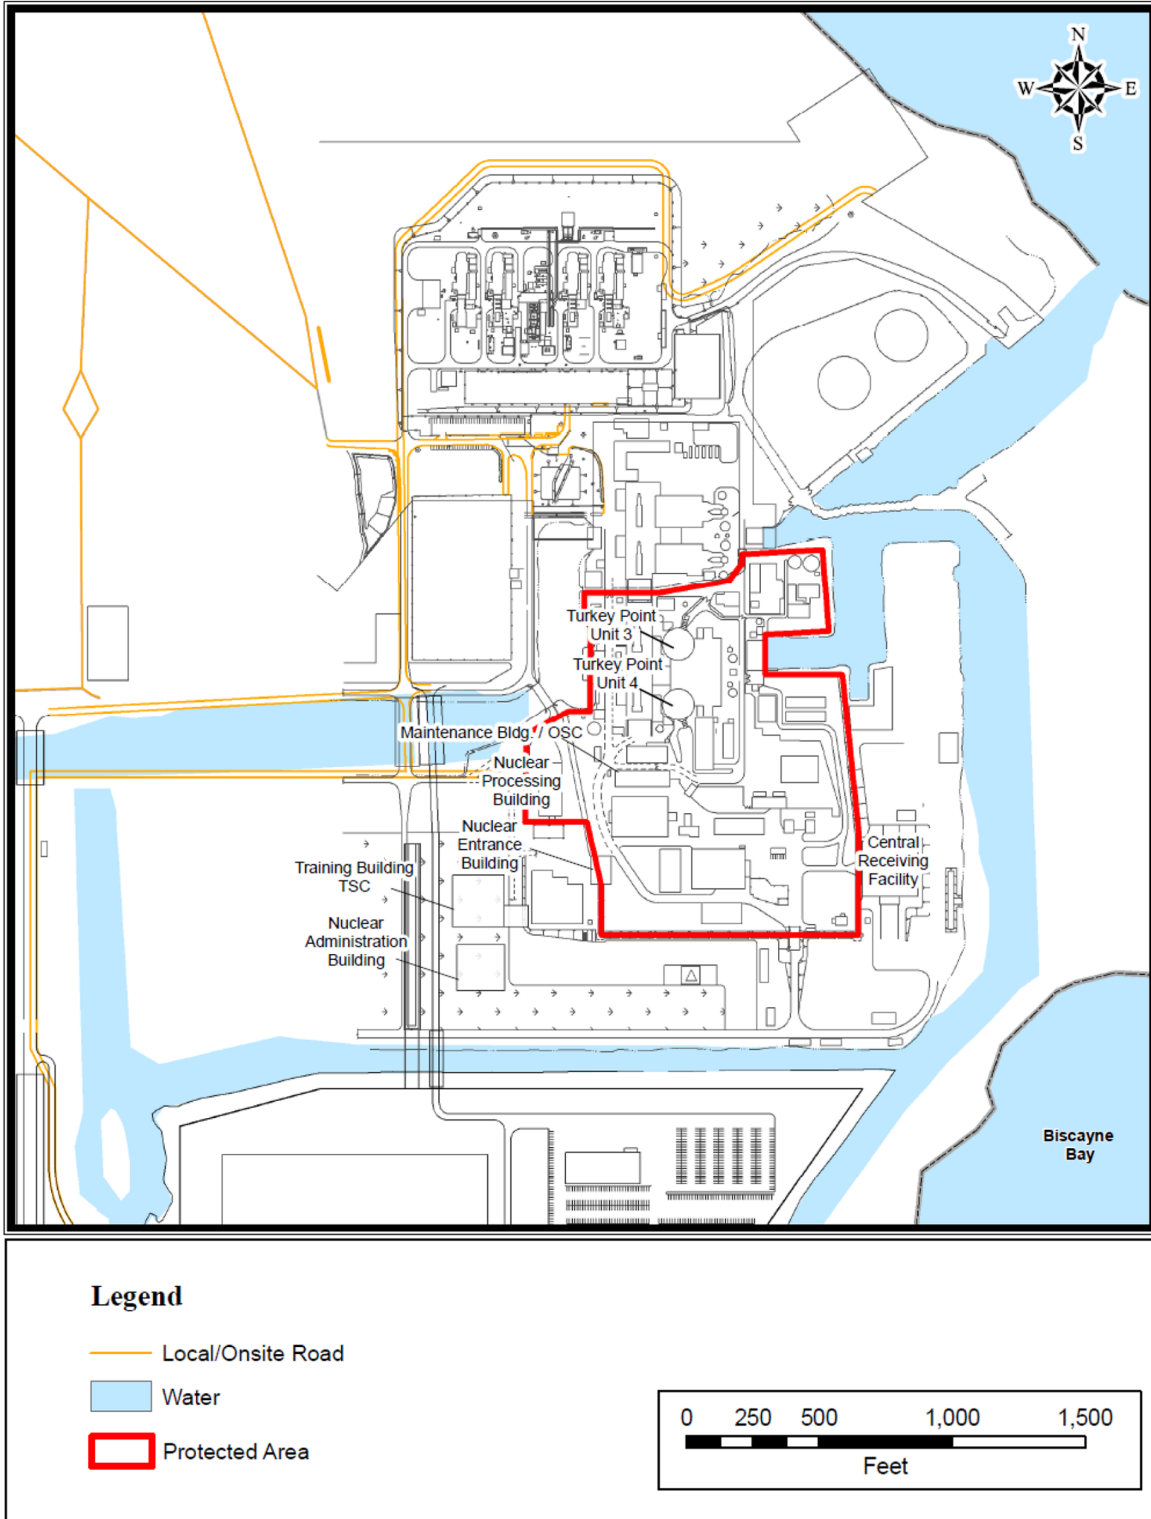 N
W E
S
Turkey Point
Unit 3
Turkey Point
Unit 4
Maintenance Bldg. / OSC
Nuclear
Processing
Building
Nuclear
Entrance
Building
Training Building
TSC
Nuclear
Administration
Building
Central
Receiving
Facility
Biscayne
Bay
Legend
Local/Onsite Road
Water
Protected Area
0 250 500 1,000 1,500
Feet